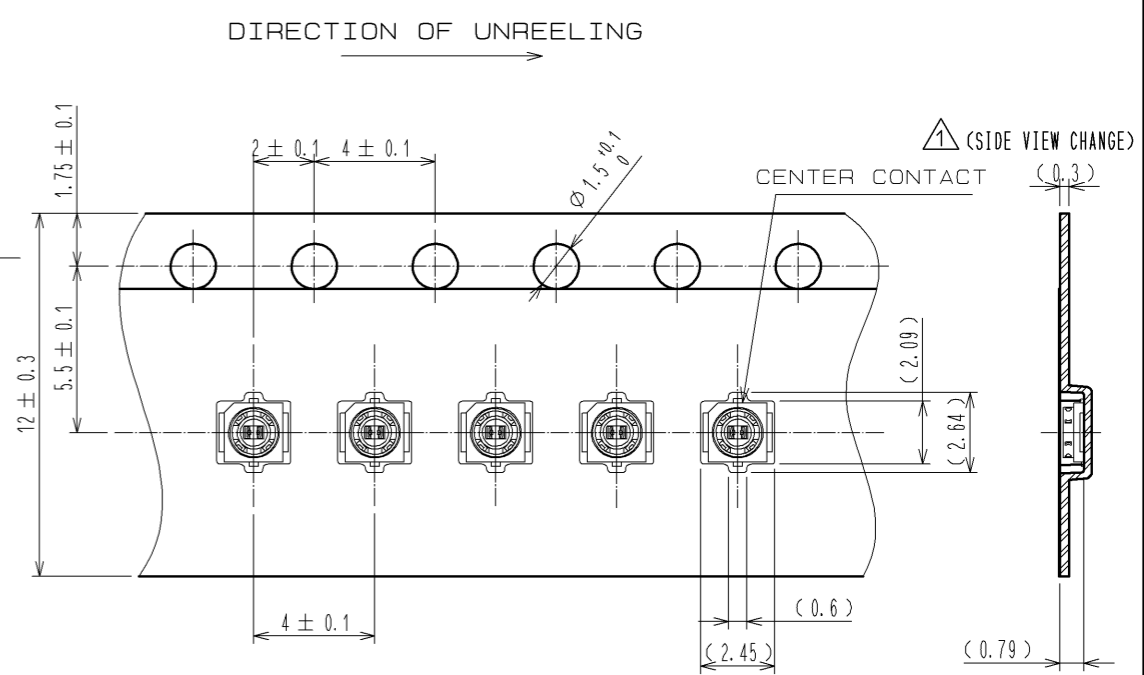 DIRECTION OF UNREELING
1.75 ± 0.1
2 ± 0.1
4 ± 0.1
Ø 1.5 +0.1 0
1 (SIDE VIEW CHANGE)
CENTER CONTACT
(0.3)
12 ± 0.3
5.5 ± 0.1
(2.09)
(2.64)
4 ± 0.1
(0.6)
(2.45)
(0.79)